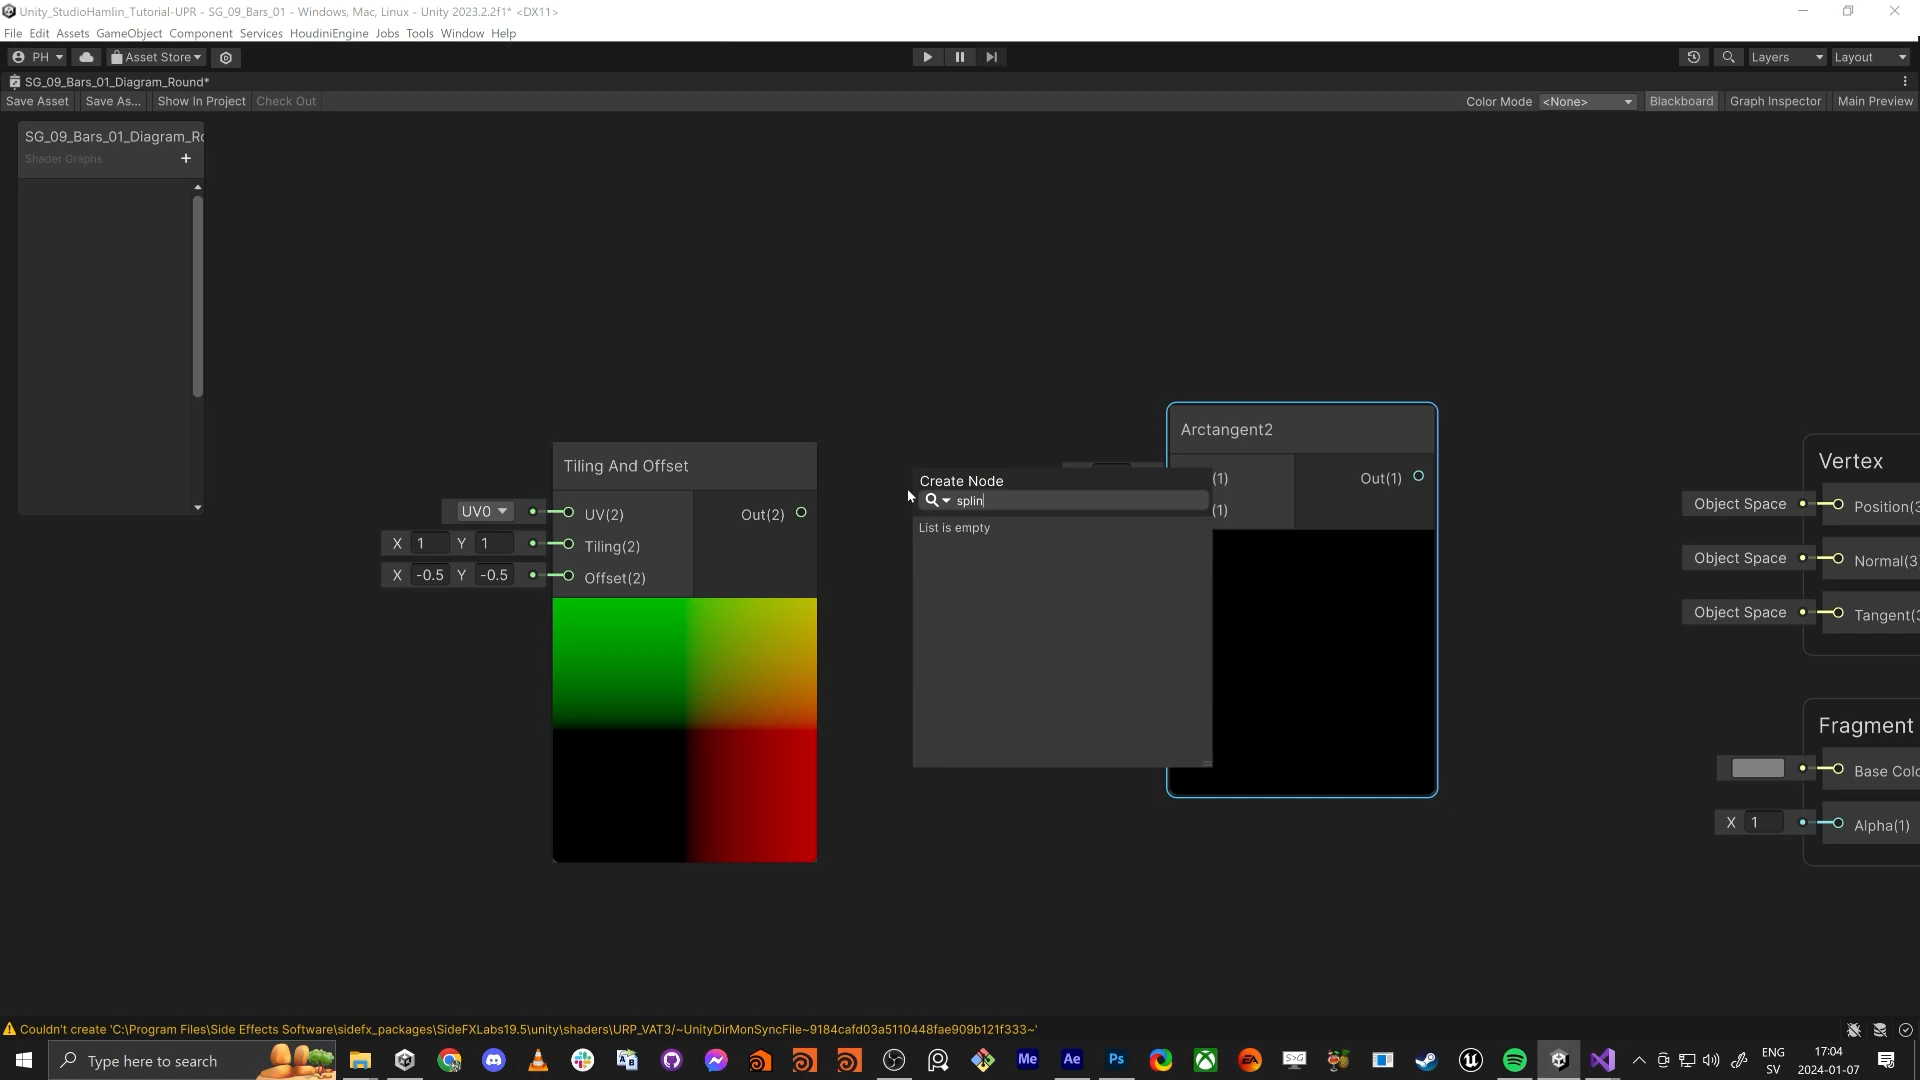 Unity_StudioHamlin_Tutorial-UPR - SG_09_Bars_01 - Windows, Mac, Linux - Unity 2023.2.2f1* <DX11>
File Edit Assets GameObject Component Services HoudiniEngine Jobs Tools Window Help
PH Asset Store Layers Layout
SG_09_Bars_01_Diagram_Round*
Save Asset Save As... Show In Project Check Out Color Mode <None> Blackboard Graph Inspector Main Preview
SG_09_Bars_01_Diagram_Ro
Shader Graphs +
Arctangent2
(1) Out(1)
(1)
Tiling And Offset
UV0 UV(2) Out(2)
X 1 Y 1 Tiling(2)
X -0.5 Y -0.5 Offset(2)
Create Node
splin
List is empty
Vertex
Object Space Position(3
Object Space Normal(3
Object Space Tangent(3
Fragment
Base Colo
X 1 Alpha(1)
Couldn't create 'C:\Program Files\Side Effects Software\sidefx_packages\SideFXLabs19.5\unity\shaders\URP_VAT3/~UnityDirMonSyncFile~9184cafd03a5110448fae909b121f333~'
Type here to search
Me Ae Ps EA S>G
ENG
SV
17:04
2024-01-07